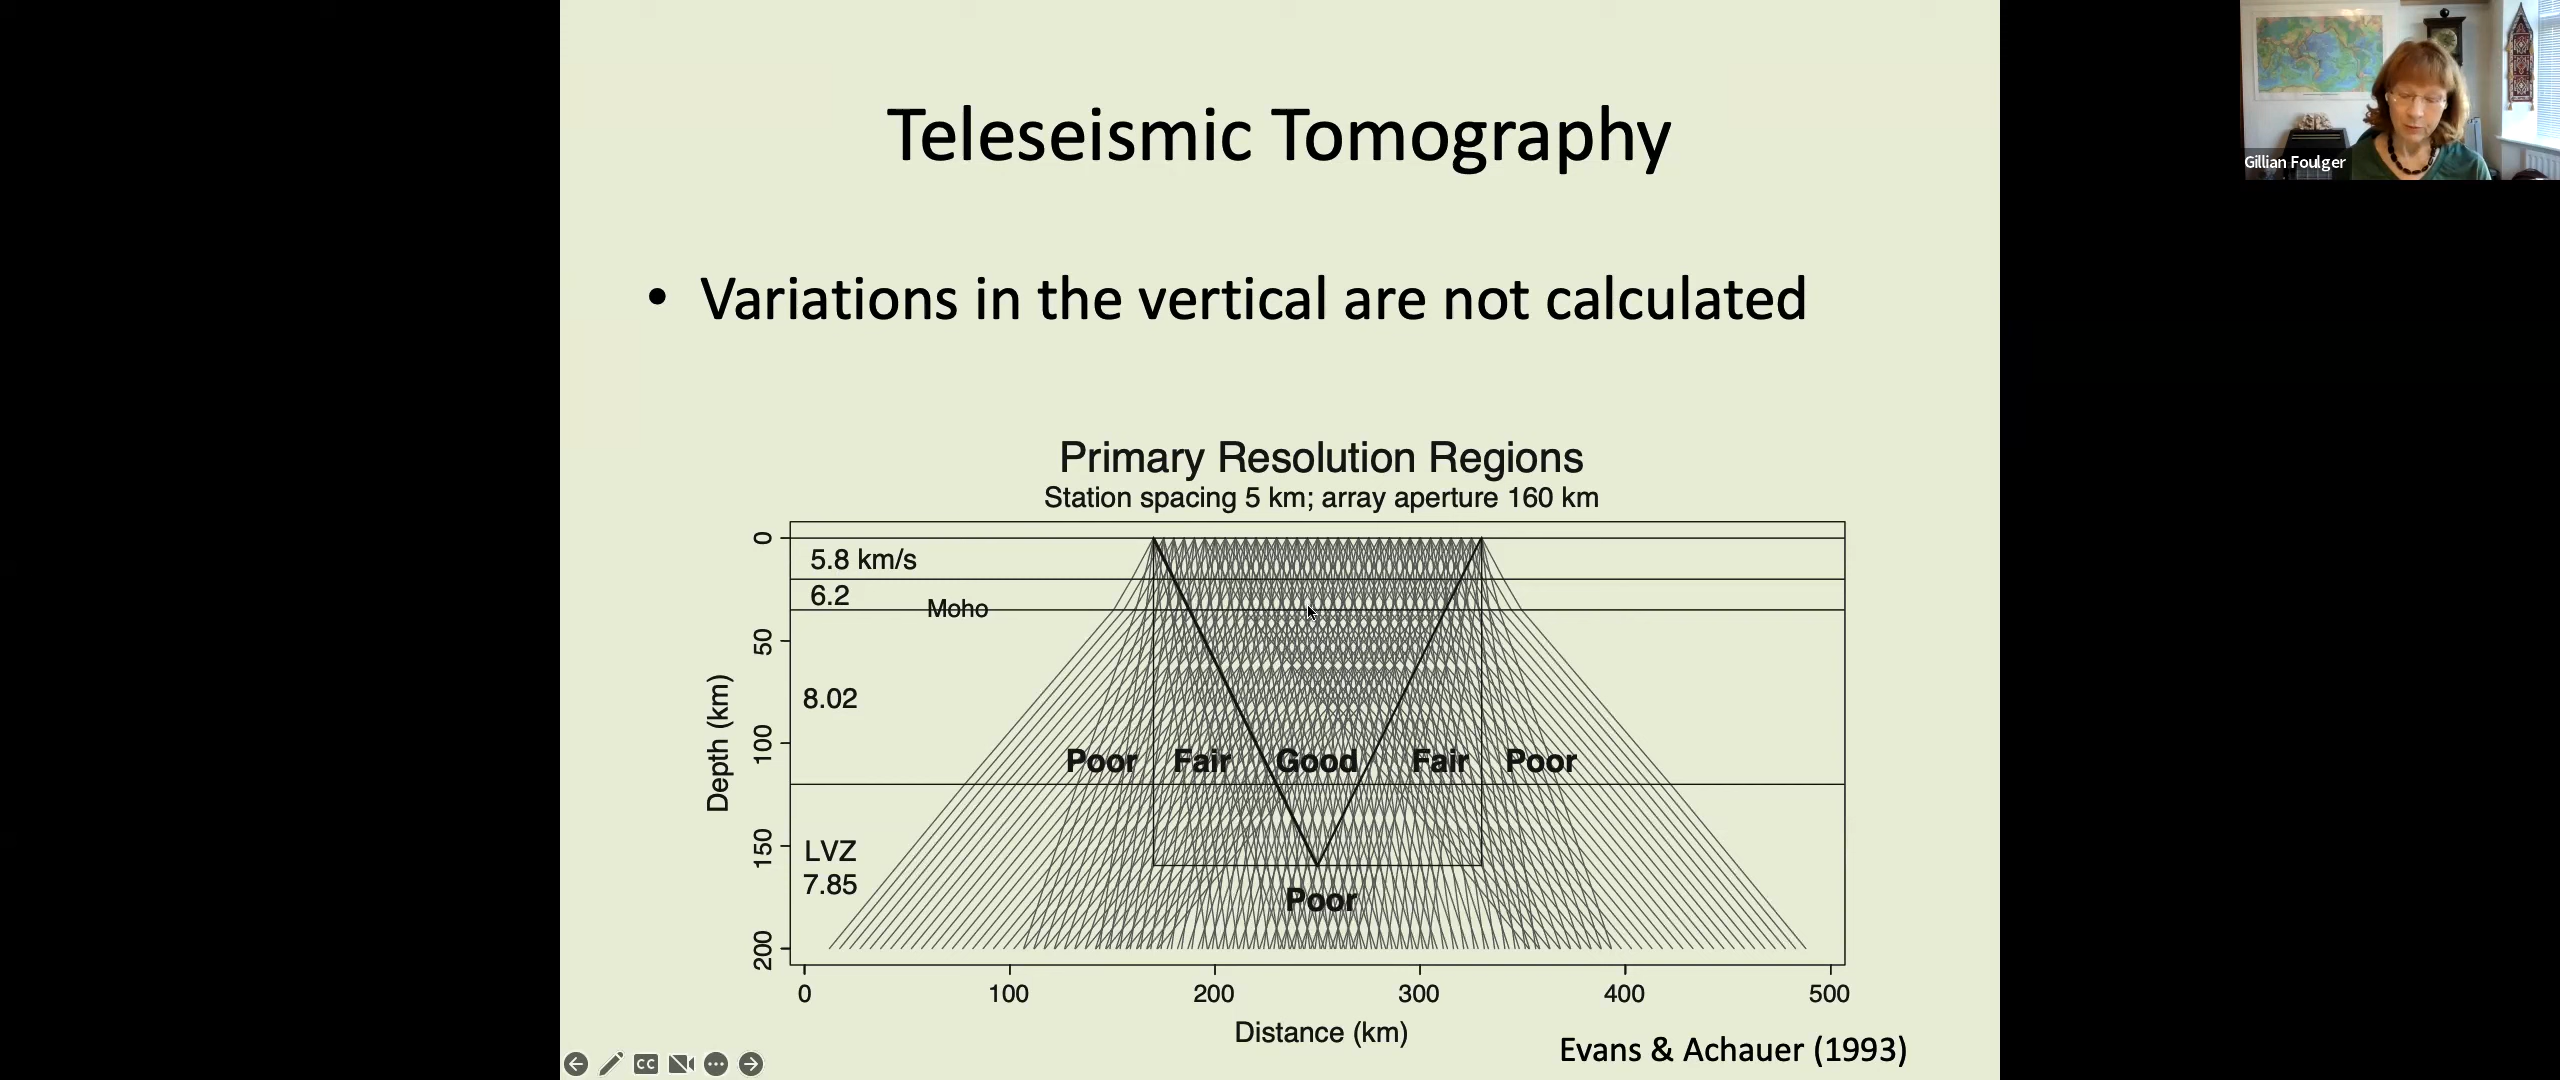 Teleseismic Tomography
Gillian Foulger
• Variations in the vertical are not calculated
Primary Resolution Regions
Station spacing 5 km; array aperture 160 km
0
5.8 km/s
6.2
Moho
50
8.02
100
Poor Fair Good Fair Poor
Depth (km)
150
LVZ
7.85
Poor
200
0 100 200 300 400 500
Distance (km)
Evans & Achauer (1993)
CC